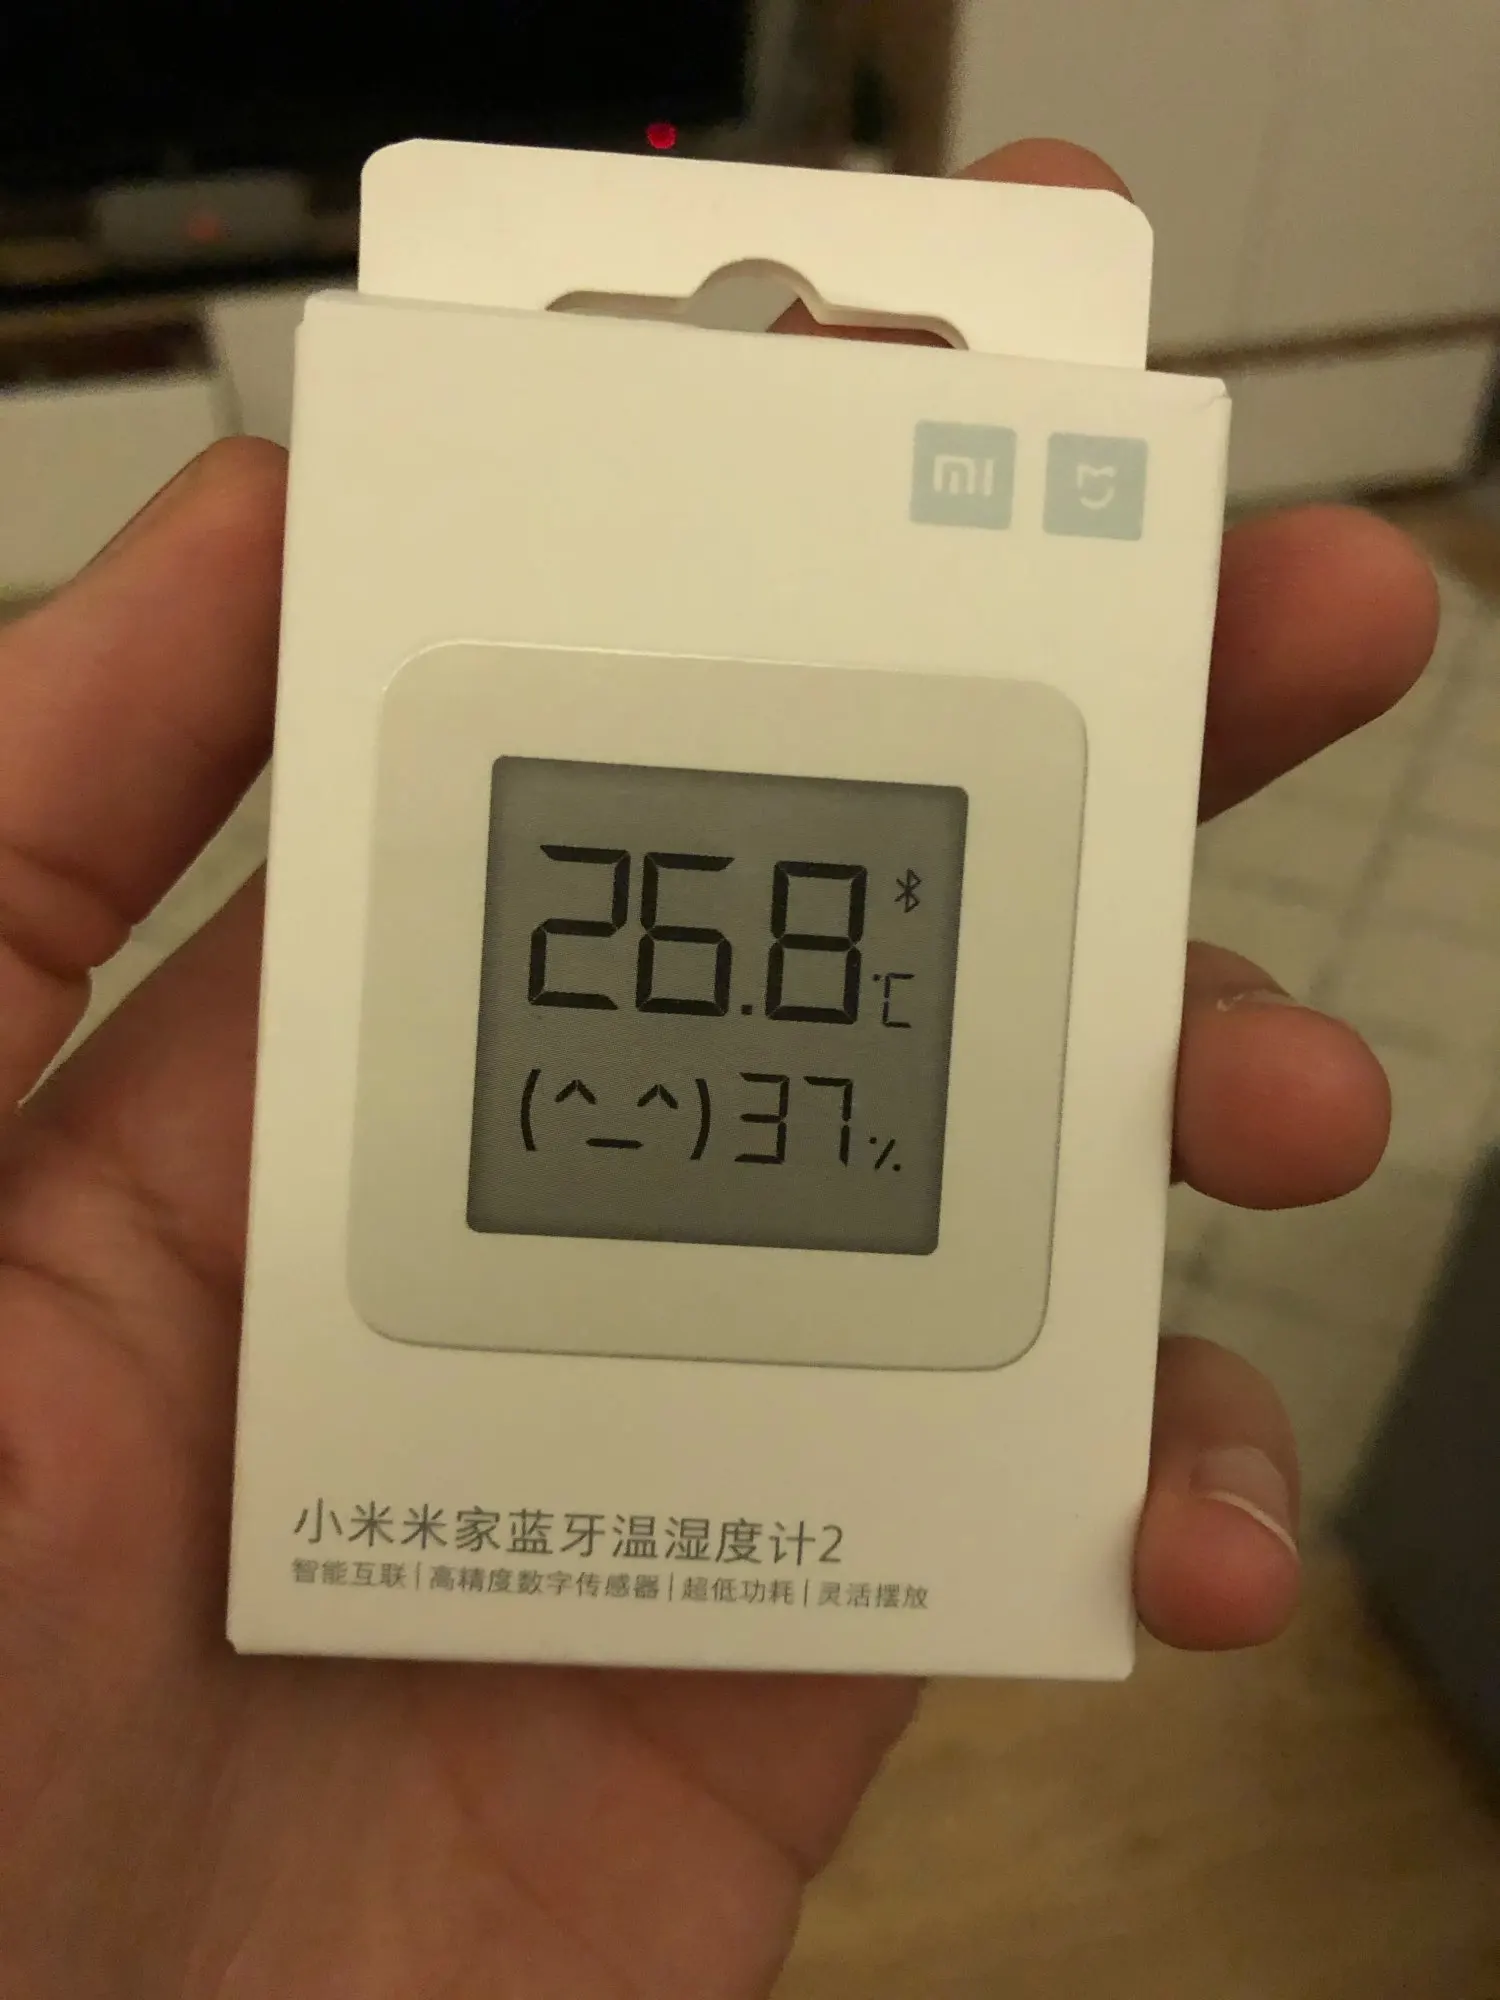 mi
26.8 ℃
(^_^) 37 %
小米米家蓝牙温湿度计2
智能互联|高精度数字传感器|超低功耗|灵活摆放